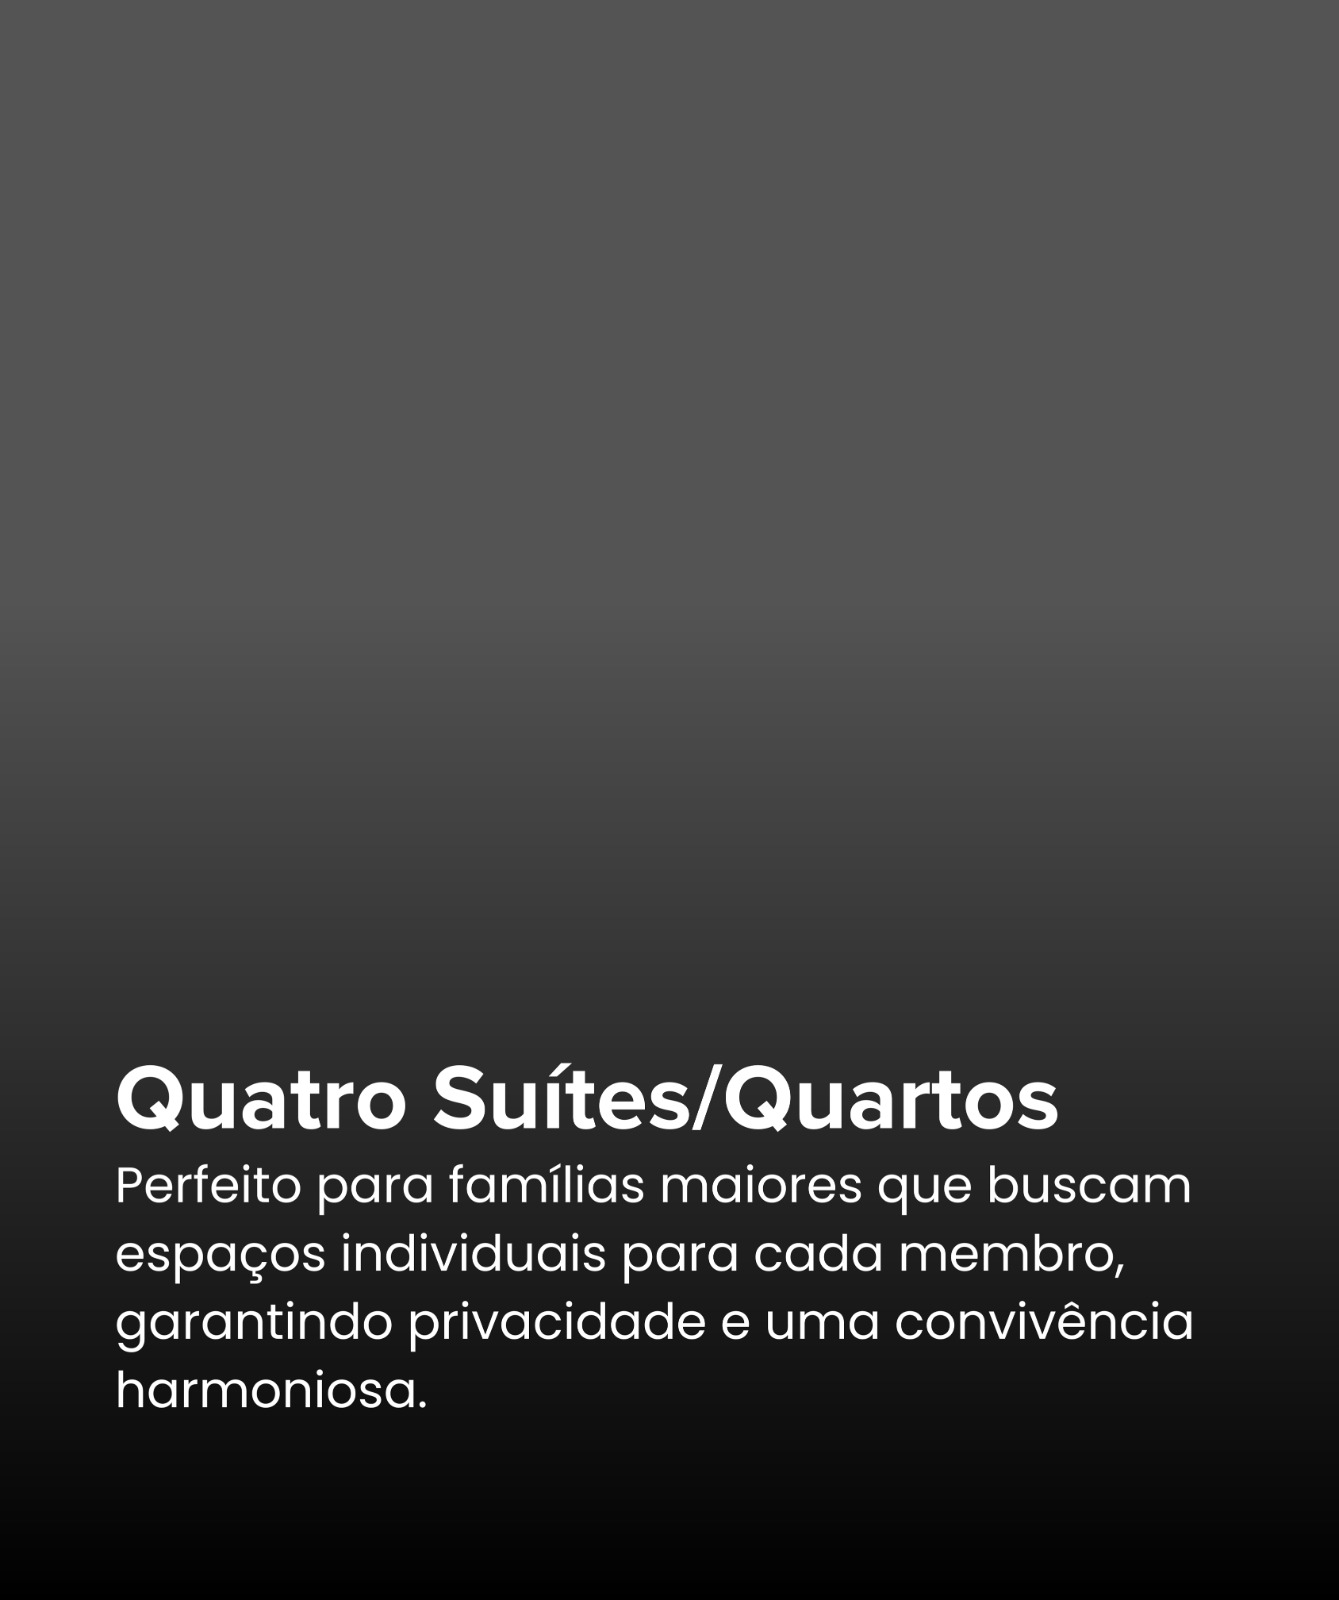 Quatro Suítes/Quartos
Perfeito para famílias maiores que buscam
espaços individuais para cada membro,
garantindo privacidade e uma convivência
harmoniosa.